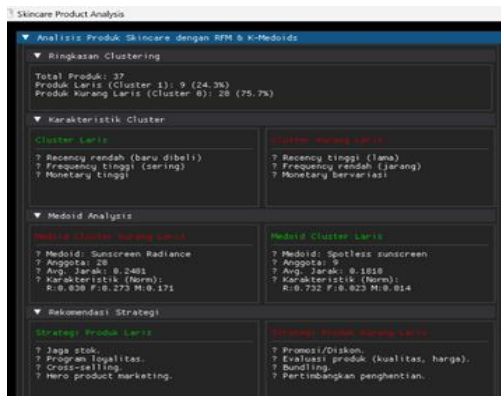 Skincare Product Analysis
▼ Analisis Produk Skincare dengan RFM & K-Medoids
▼ Ringkasan Clustering
Total Produk: 37
Produk Laris (Cluster 1): 9 (24.3%)
Produk Kurang Laris (Cluster 0): 28 (75.7%)
▼ Karakteristik Cluster
Cluster Laris
? Recency rendah (baru dibeli)
? Frequency tinggi (sering)
? Monetary tinggi
Cluster Kurang Laris
? Recency tinggi (lama)
? Frequency rendah (jarang)
? Monetary bervariasi
▼ Medoid Analysis
Medoid Cluster Kurang Laris
? Medoid: Sunscreen Radiance
? Anggota: 28
? Avg. Jarak: 0.2401
? Karakteristik (Norm):
R:0.830 F:0.273 M:0.171
Medoid Cluster Laris
? Medoid: Spotless sunscreen
? Anggota: 9
? Avg. Jarak: 0.1818
? Karakteristik (Norm):
R:0.732 F:0.823 M:0.814
▼ Rekomendasi Strategi
Strategi Produk Laris
? Jaga stok.
? Program loyalitas.
? Cross-selling.
? Hero product marketing.
Strategi Produk Kurang Laris
? Promosi/Diskon.
? Evaluasi produk (kualitas, harga).
? Bundling.
? Pertimbangkan penghentian.